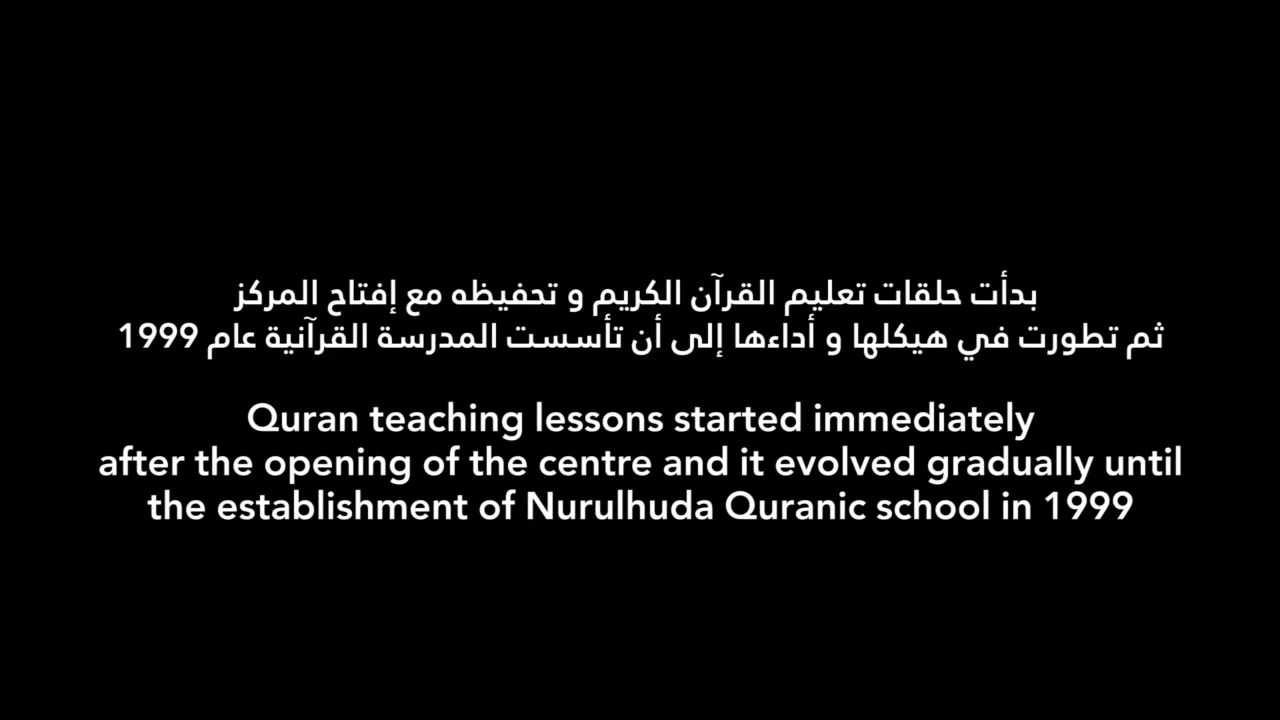 بدأت حلقات تعليم القرآن الكريم و تحفيظه مع إفتاح المركز
ثم تطورت في هيكلها و أداءها إلى أن تأسست المدرسة القرآنية عام 1999
Quran teaching lessons started immediately
after the opening of the centre and it evolved gradually until
the establishment of Nurulhuda Quranic school in 1999